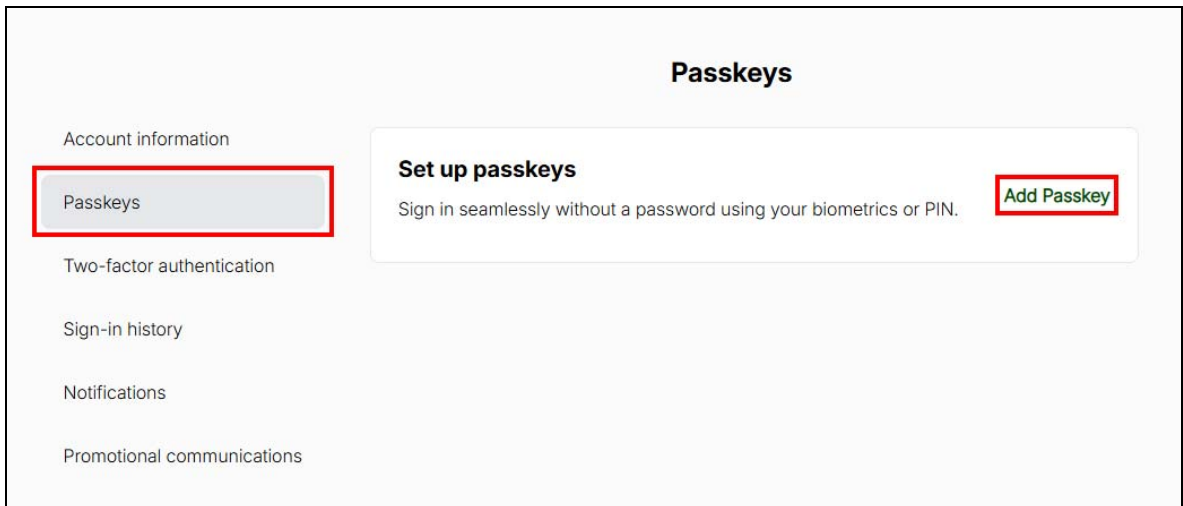 Passkeys
Account information
Passkeys
Two-factor authentication
Sign-in history
Notifications
Promotional communications
Set up passkeys
Sign in seamlessly without a password using your biometrics or PIN.
Add Passkey